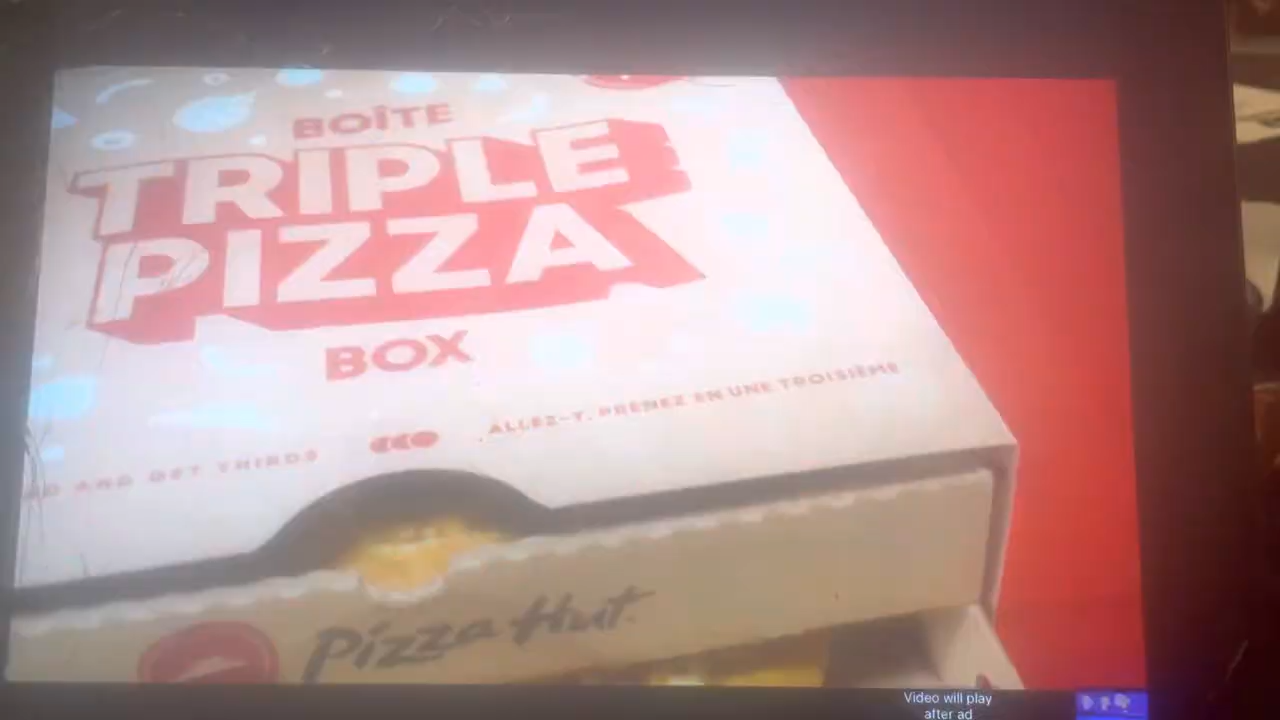 BOÎTE
TRIPLE
PIZZA
BOX
AND GET THIRDS
ALLEZ-Y, PRENEZ EN UNE TROISIÈME
Pizza Hut
Video will play
after ad